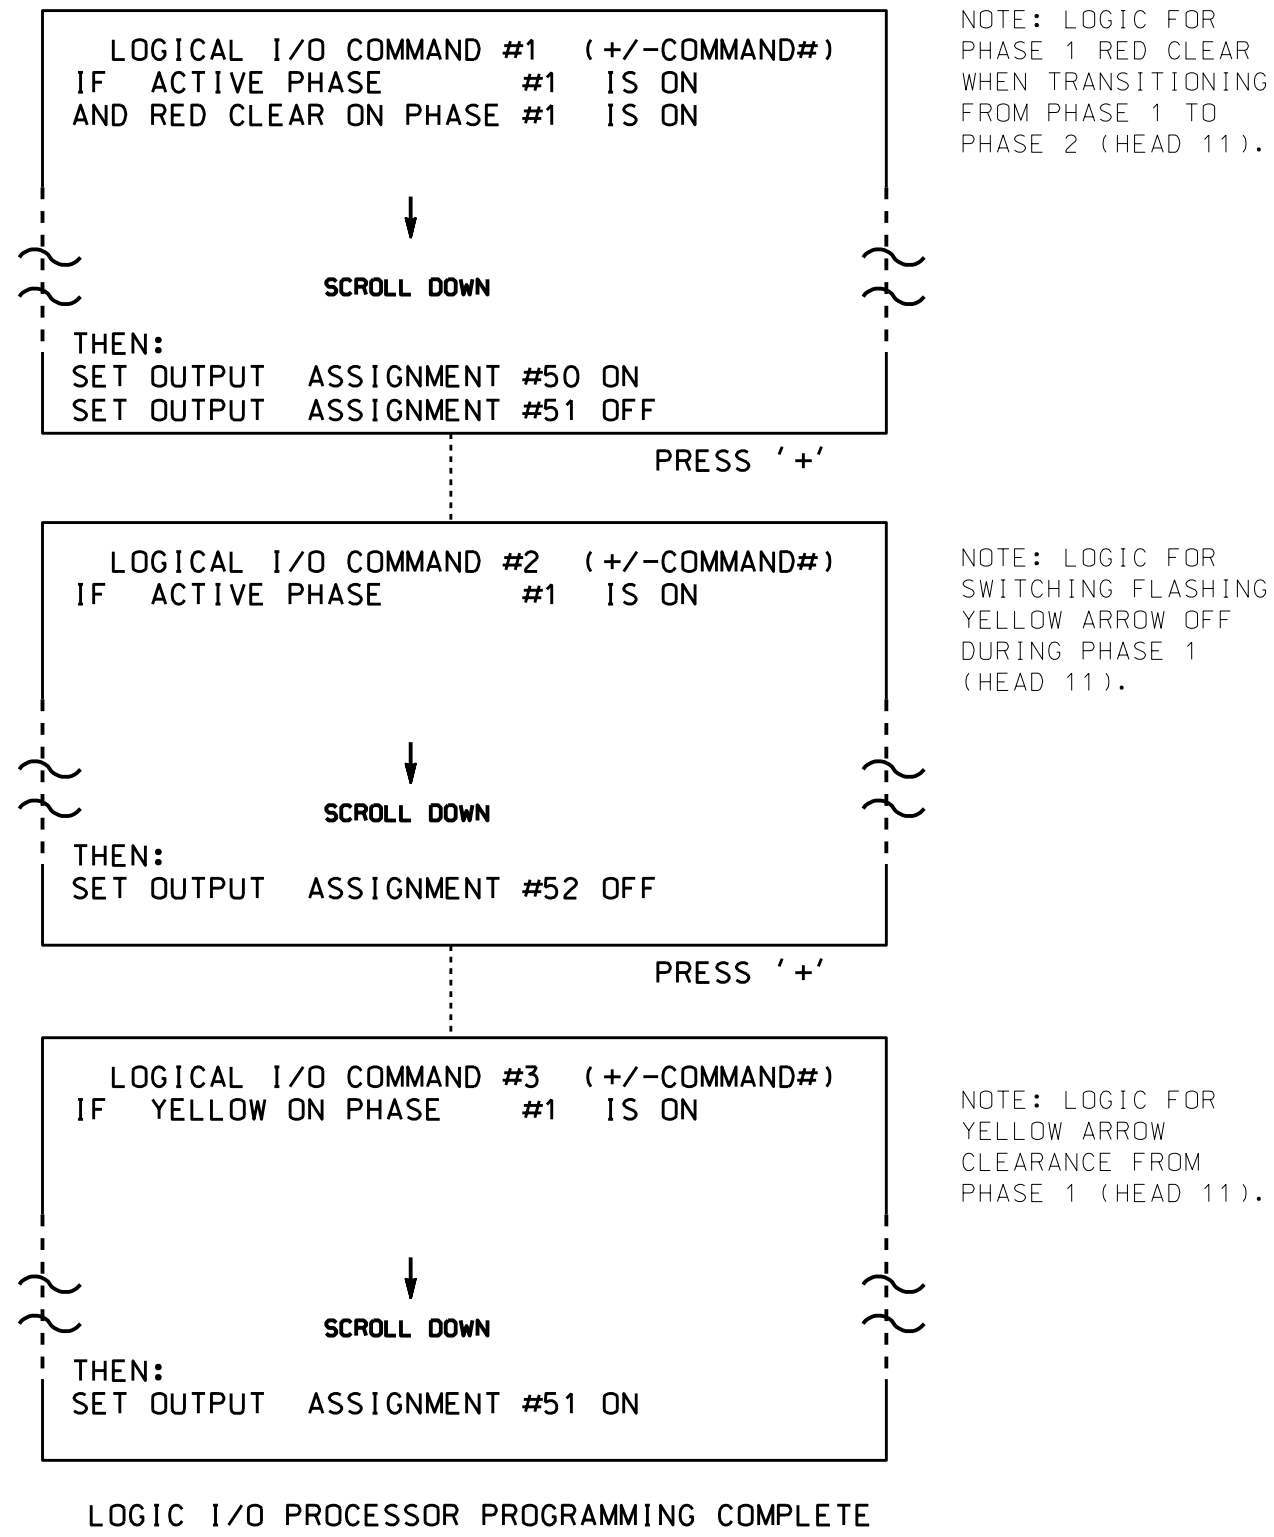 LOGICAL I/O COMMAND #1 (+/-COMMAND#)
IF ACTIVE PHASE #1 IS ON
AND RED CLEAR ON PHASE #1 IS ON
SCROLL DOWN
THEN:
SET OUTPUT ASSIGNMENT #50 ON
SET OUTPUT ASSIGNMENT #51 OFF
NOTE: LOGIC FOR
PHASE 1 RED CLEAR
WHEN TRANSITIONING
FROM PHASE 1 TO
PHASE 2 (HEAD 11).
PRESS '+'
LOGICAL I/O COMMAND #2 (+/-COMMAND#)
IF ACTIVE PHASE #1 IS ON
SCROLL DOWN
THEN:
SET OUTPUT ASSIGNMENT #52 OFF
NOTE: LOGIC FOR
SWITCHING FLASHING
YELLOW ARROW OFF
DURING PHASE 1
(HEAD 11).
PRESS '+'
LOGICAL I/O COMMAND #3 (+/-COMMAND#)
IF YELLOW ON PHASE #1 IS ON
SCROLL DOWN
THEN:
SET OUTPUT ASSIGNMENT #51 ON
NOTE: LOGIC FOR
YELLOW ARROW
CLEARANCE FROM
PHASE 1 (HEAD 11).
LOGIC I/O PROCESSOR PROGRAMMING COMPLETE